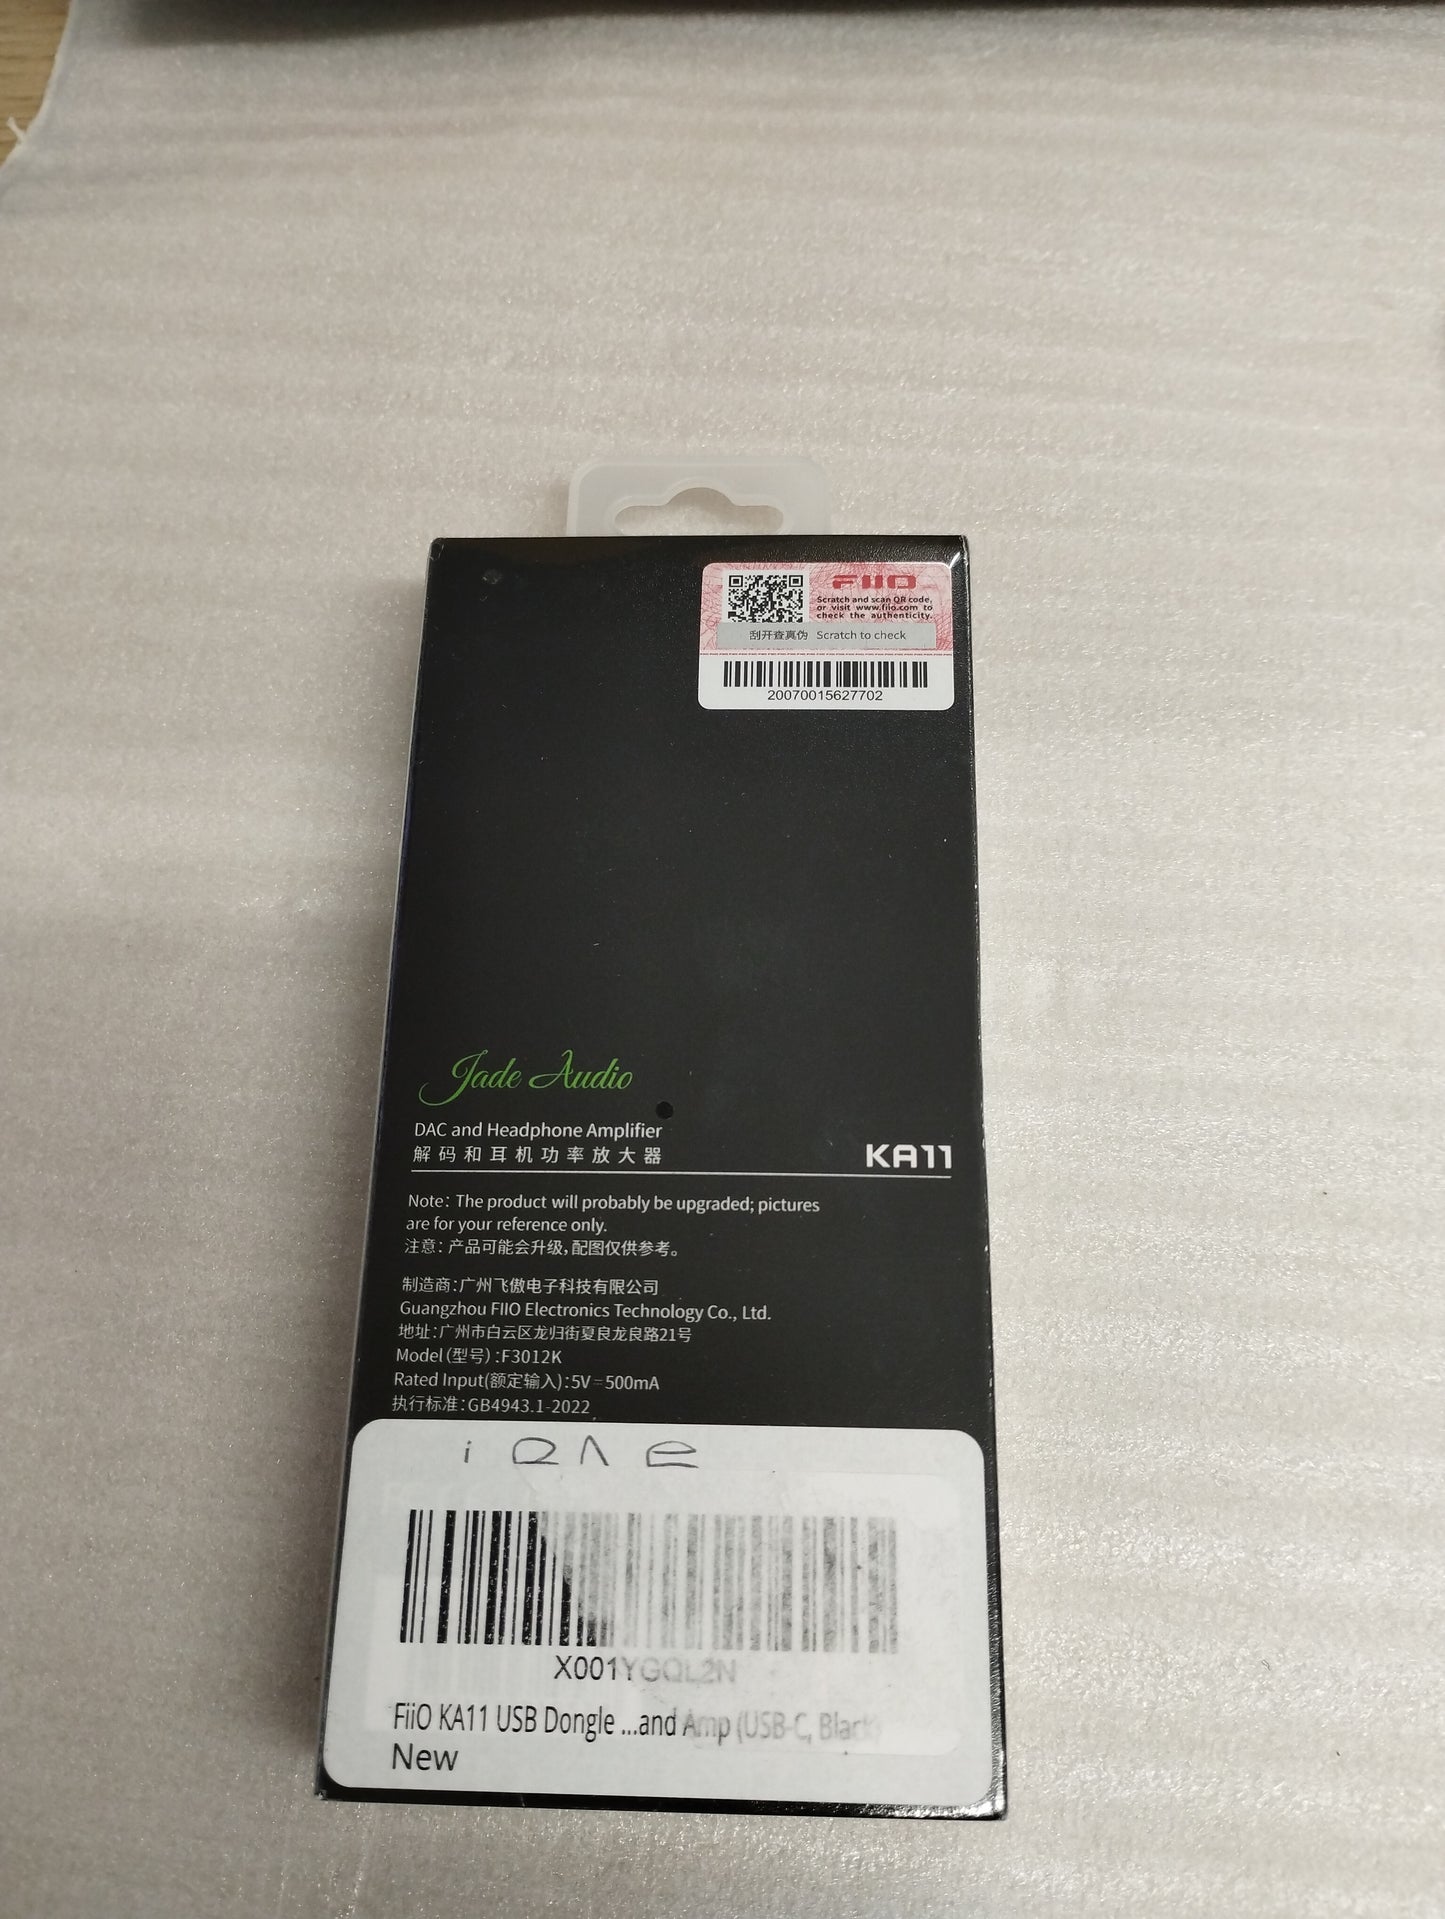 FIIO
Scratch and scan QR code,
or visit www.fiio.com to
check the authenticity.
刮开查真伪 Scratch to check
20070015627702
Jade Audio
DAC and Headphone Amplifier
解码和耳机功率放大器
KA11
Note: The product will probably be upgraded; pictures
are for your reference only.
注意: 产品可能会升级,配图仅供参考。
制造商:广州飞傲电子科技有限公司
Guangzhou FIIO Electronics Technology Co., Ltd.
地址:广州市白云区龙归街夏良龙良路21号
Model(型号):F3012K
Rated Input(额定输入):5V⎓500mA
执行标准:GB4943.1-2022
X001YGQL2N
FiiO KA11 USB Dongle ...and Amp (USB-C, Black)
New